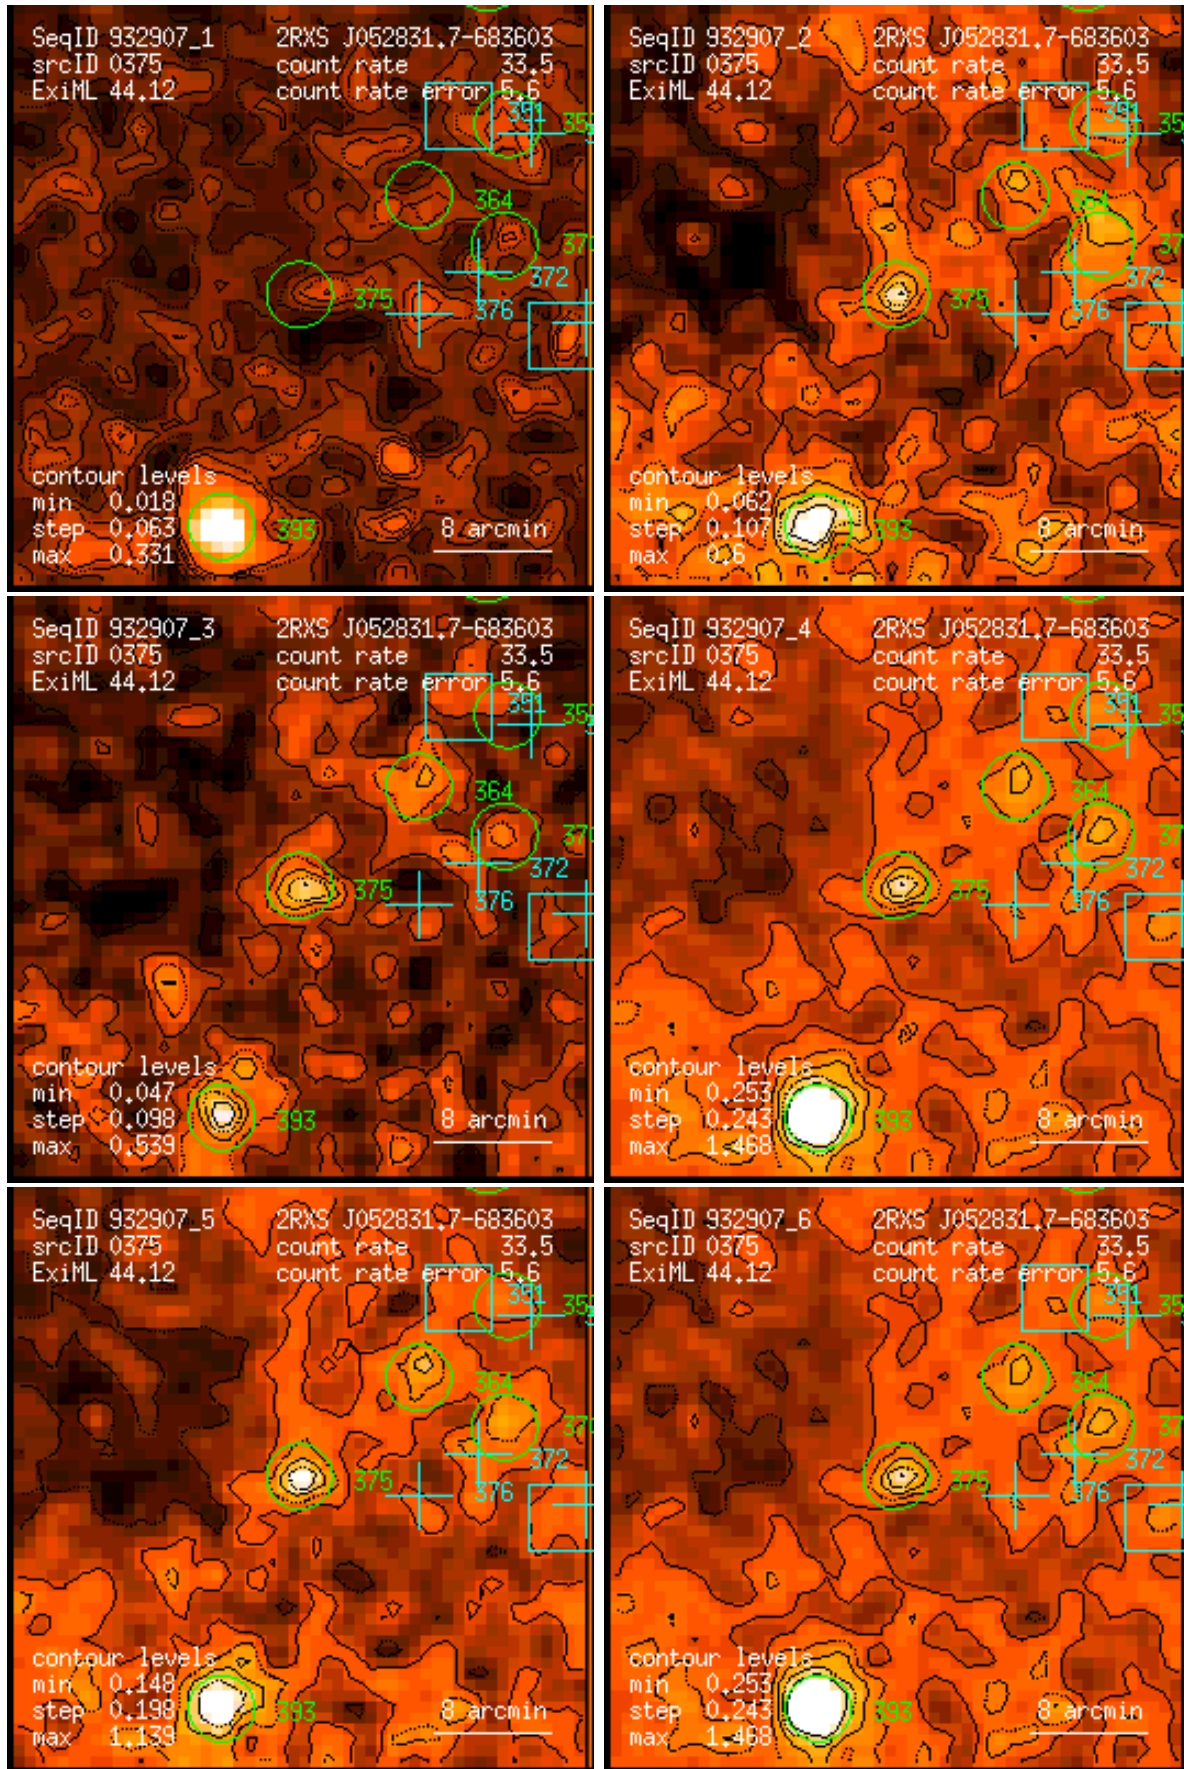 SeqID 932907_1 2RXS J052831.7-683603
srcID 0375 count rate 33.5
ExiML 44.12 count rate error 5.6
351
364
372
375 376
contour levels
min 0.018
step 0.063 393 8 arcmin
max 0.331
SeqID 932907_2 2RXS J052831.7-683603
srcID 0375 count rate 33.5
ExiML 44.12 count rate error 5.6
351
364
372
375 376
contour levels
min 0.062
step 0.107 393 8 arcmin
max 0.6
SeqID 932907_3 2RXS J052831.7-683603
srcID 0375 count rate 33.5
ExiML 44.12 count rate error 5.6
351
364
372
375 376
contour levels
min 0.047
step 0.098 393 8 arcmin
max 0.539
SeqID 932907_4 2RXS J052831.7-683603
srcID 0375 count rate 33.5
ExiML 44.12 count rate error 5.6
351
364
372
375 376
contour levels
min 0.253
step 0.243 393 8 arcmin
max 1.468
SeqID 932907_5 2RXS J052831.7-683603
srcID 0375 count rate 33.5
ExiML 44.12 count rate error 5.6
351
364
372
375 376
contour levels
min 0.148
step 0.198 393 8 arcmin
max 1.139
SeqID 932907_6 2RXS J052831.7-683603
srcID 0375 count rate 33.5
ExiML 44.12 count rate error 5.6
351
364
372
375 376
contour levels
min 0.253
step 0.243 393 8 arcmin
max 1.468